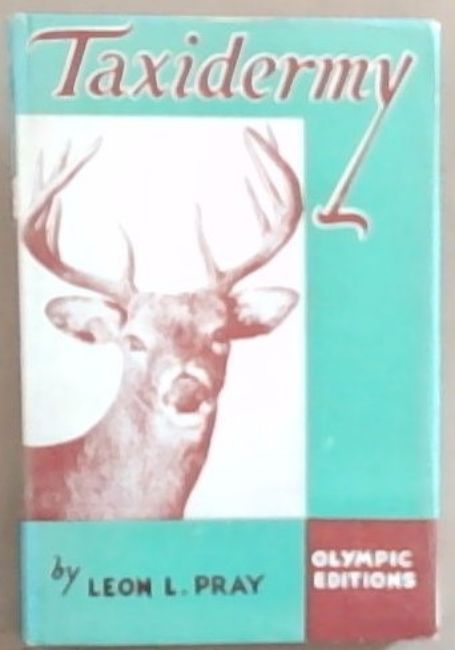 Taxidermy
by LEON L. PRAY
OLYMPIC
EDITIONS